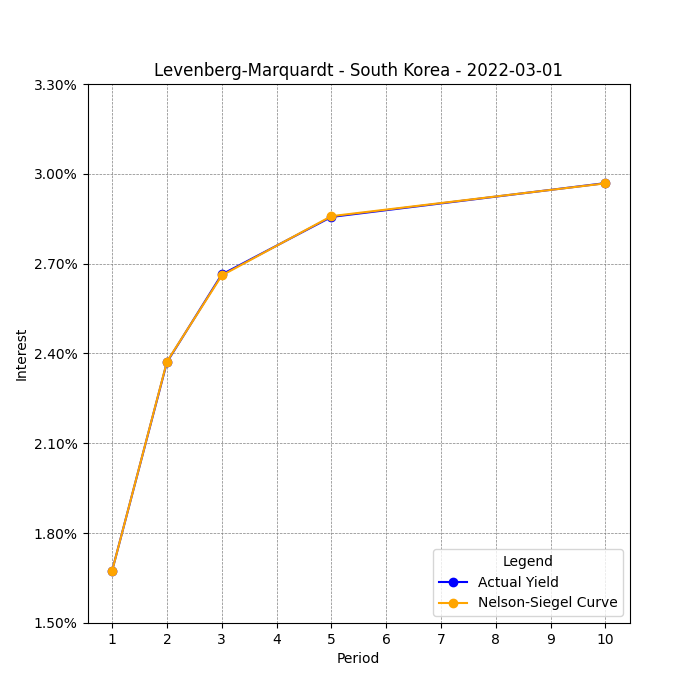 Levenberg-Marquardt - South Korea - 2022-03-01
3.30%
3.00%
2.70%
2.40%
2.10%
1.80%
1.50%
Interest
1 2 3 4 5 6 7 8 9 10
Period
Legend
Actual Yield
Nelson-Siegel Curve